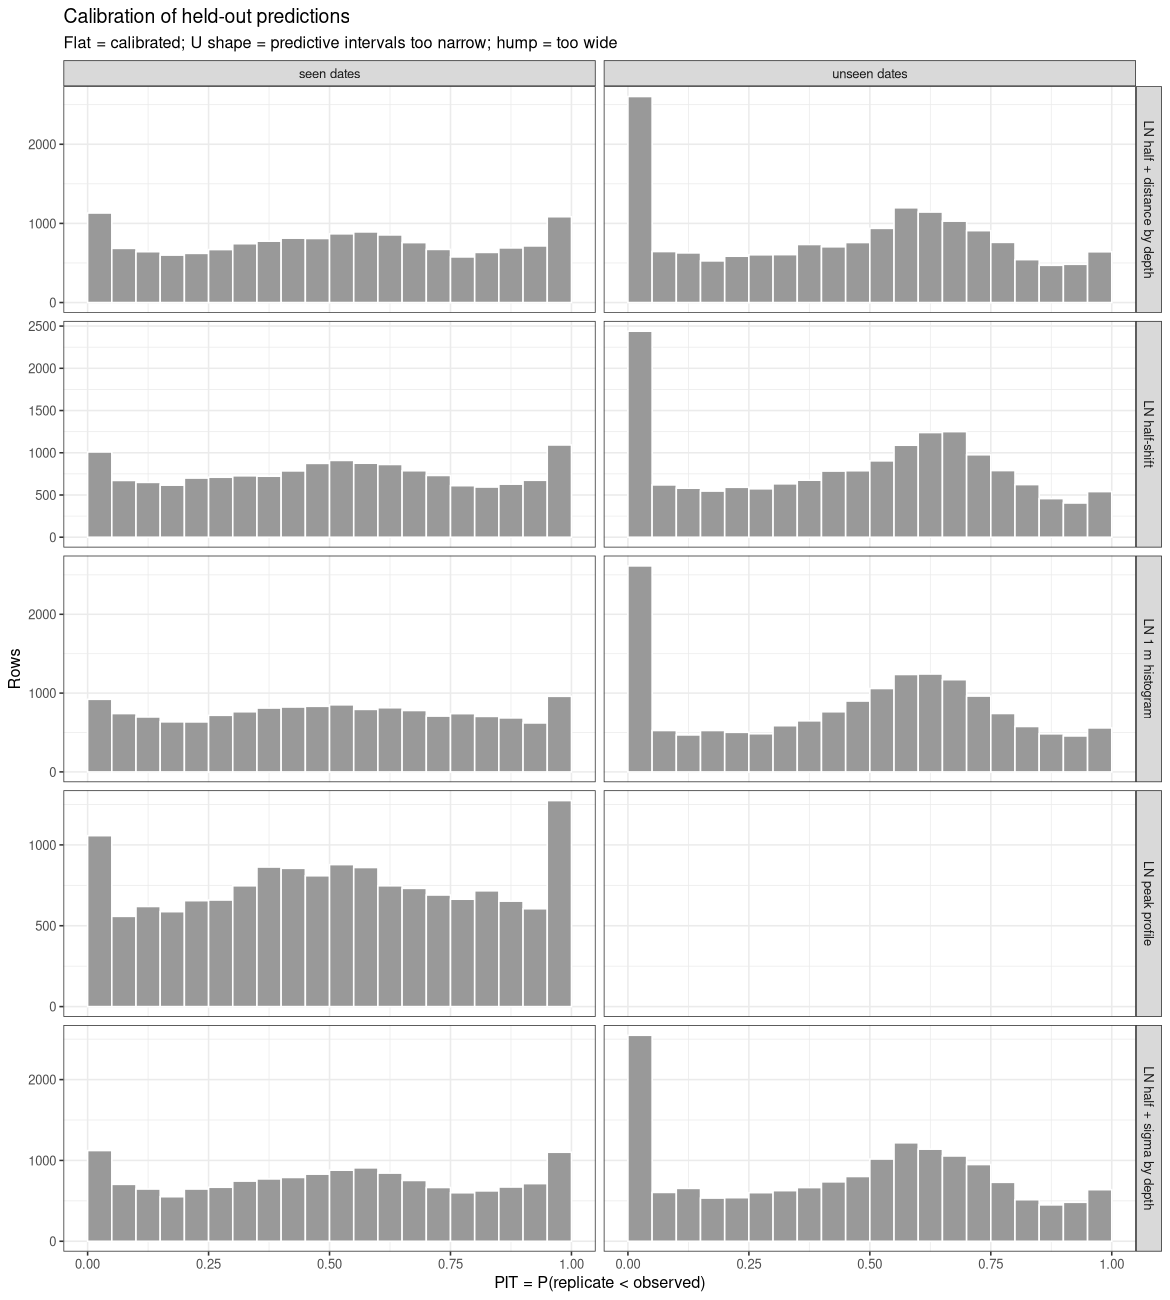 Calibration of held-out predictions
Flat = calibrated; U shape = predictive intervals too narrow; hump = too wide
seen dates
unseen dates
2000
1000
0
LN half + distance by depth
2500
2000
1500
1000
500
0
LN half-shift
2000
1000
0
LN 1 m histogram
Rows
1000
500
0
LN peak profile
2000
1000
0
LN half + sigma by depth
0.00 0.25 0.50 0.75 1.00
0.00 0.25 0.50 0.75 1.00
PIT = P(replicate < observed)